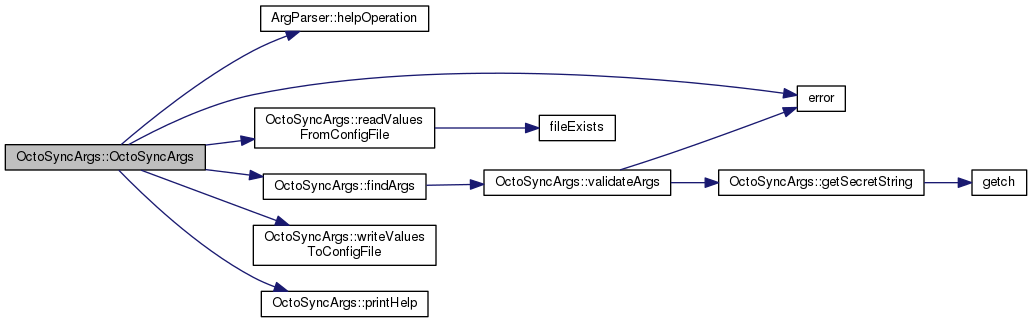 ArgParser::helpOperation
error
OctoSyncArgs::readValues
FromConfigFile
fileExists
OctoSyncArgs::OctoSyncArgs
OctoSyncArgs::findArgs
OctoSyncArgs::validateArgs
OctoSyncArgs::getSecretString
getch
OctoSyncArgs::writeValues
ToConfigFile
OctoSyncArgs::printHelp